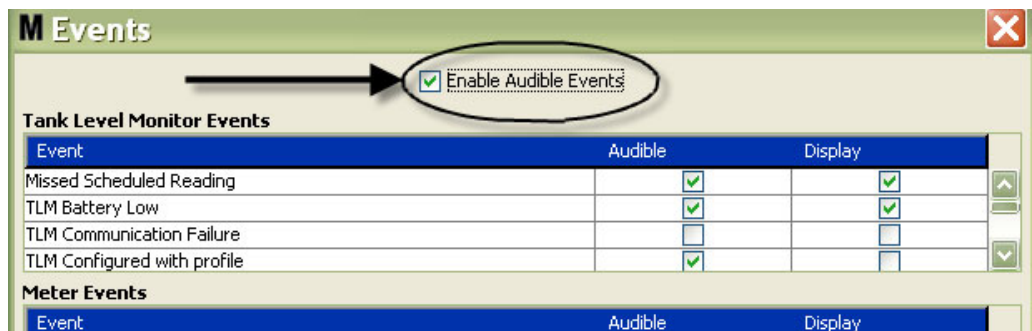 M Events
Enable Audible Events
Tank Level Monitor Events
Event Audible Display
Missed Scheduled Reading
TLM Battery Low
TLM Communication Failure
TLM Configured with profile
Meter Events
Event Audible Display